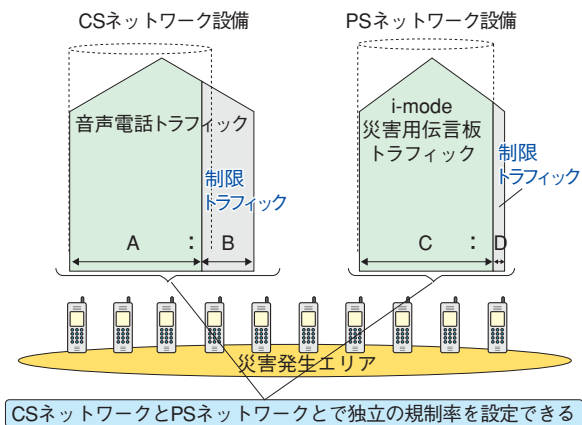 CSネットワーク設備
PSネットワーク設備
音声電話トラフィック
制限
トラフィック
A : B
i-mode
災害用伝言板
トラフィック
制限
トラフィック
C : D
災害発生エリア
CSネットワークとPSネットワークとで独立の規制率を設定できる